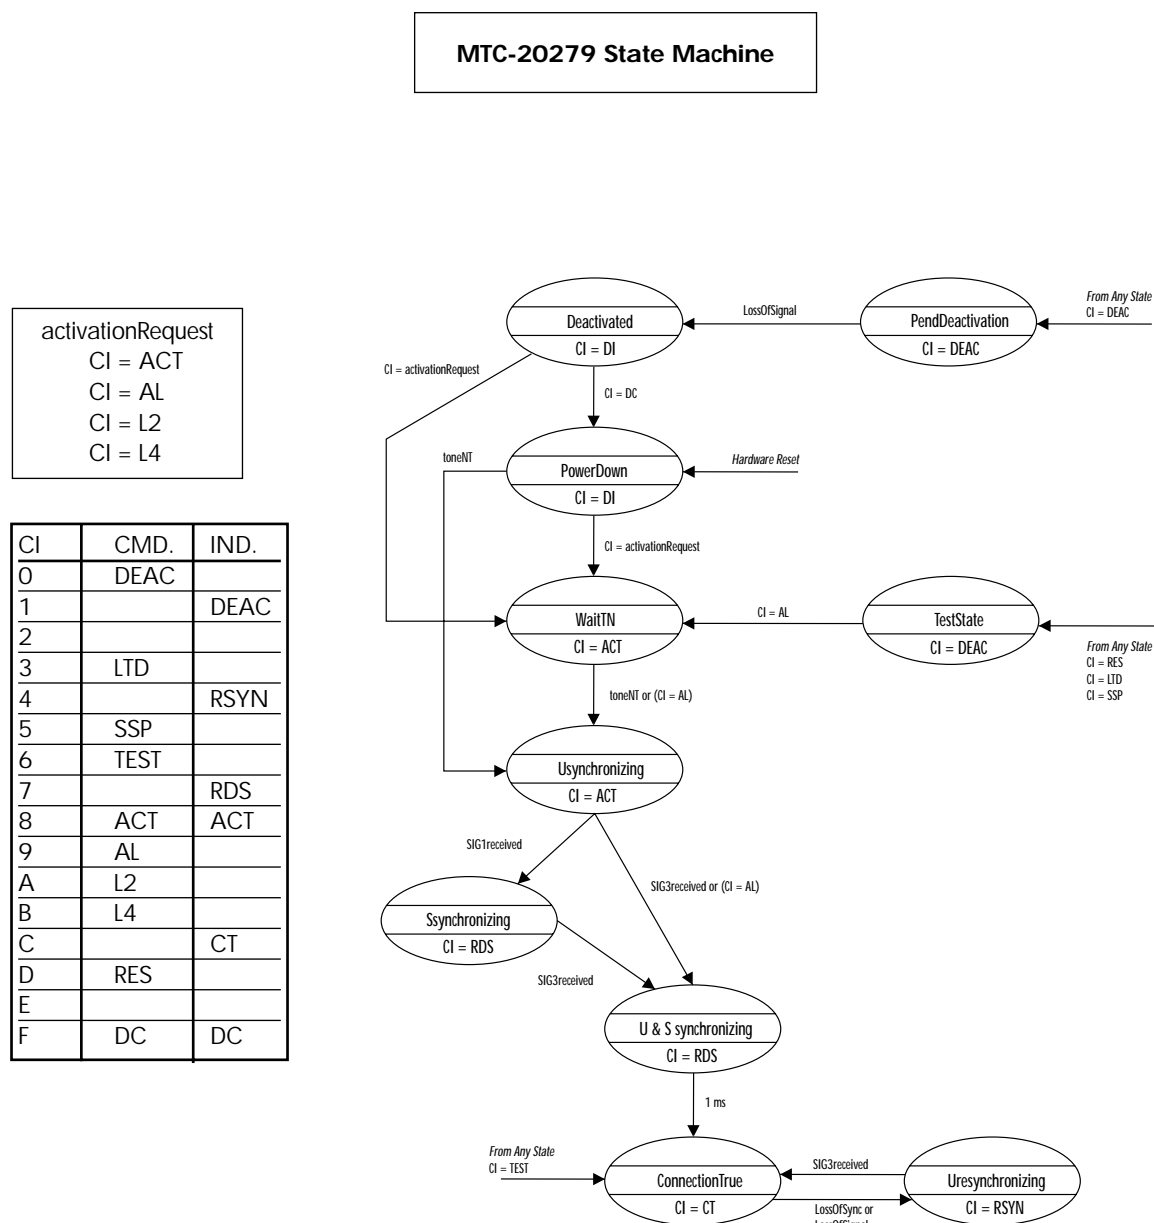 MTC-20279 State Machine
activationRequest
CI = ACT
CI = AL
CI = L2
CI = L4
CI CMD. IND.
0 DEAC
1 DEAC
2
3 LTD
4 RSYN
5 SSP
6 TEST
7 RDS
8 ACT ACT
9 AL
A L2
B L4
C CT
D RES
E
F DC DC
Deactivated
CI = DI
LossOfSignal
PendDeactivation
CI = DEAC
From Any State
CI = DEAC
CI = activationRequest
CI = DC
toneNT
PowerDown
CI = DI
Hardware Reset
CI = activationRequest
WaitTN
CI = ACT
CI = AL
TestState
CI = DEAC
From Any State
CI = RES
CI = LTD
CI = SSP
toneNT or (CI = AL)
Usynchronizing
CI = ACT
SIG1received
SIG3received or (CI = AL)
Ssynchronizing
CI = RDS
SIG3received
U & S synchronizing
CI = RDS
1 ms
From Any State
CI = TEST
ConnectionTrue
CI = CT
SIG3received
LossOfSync or
LossOfSignal
Uresynchronizing
CI = RSYN